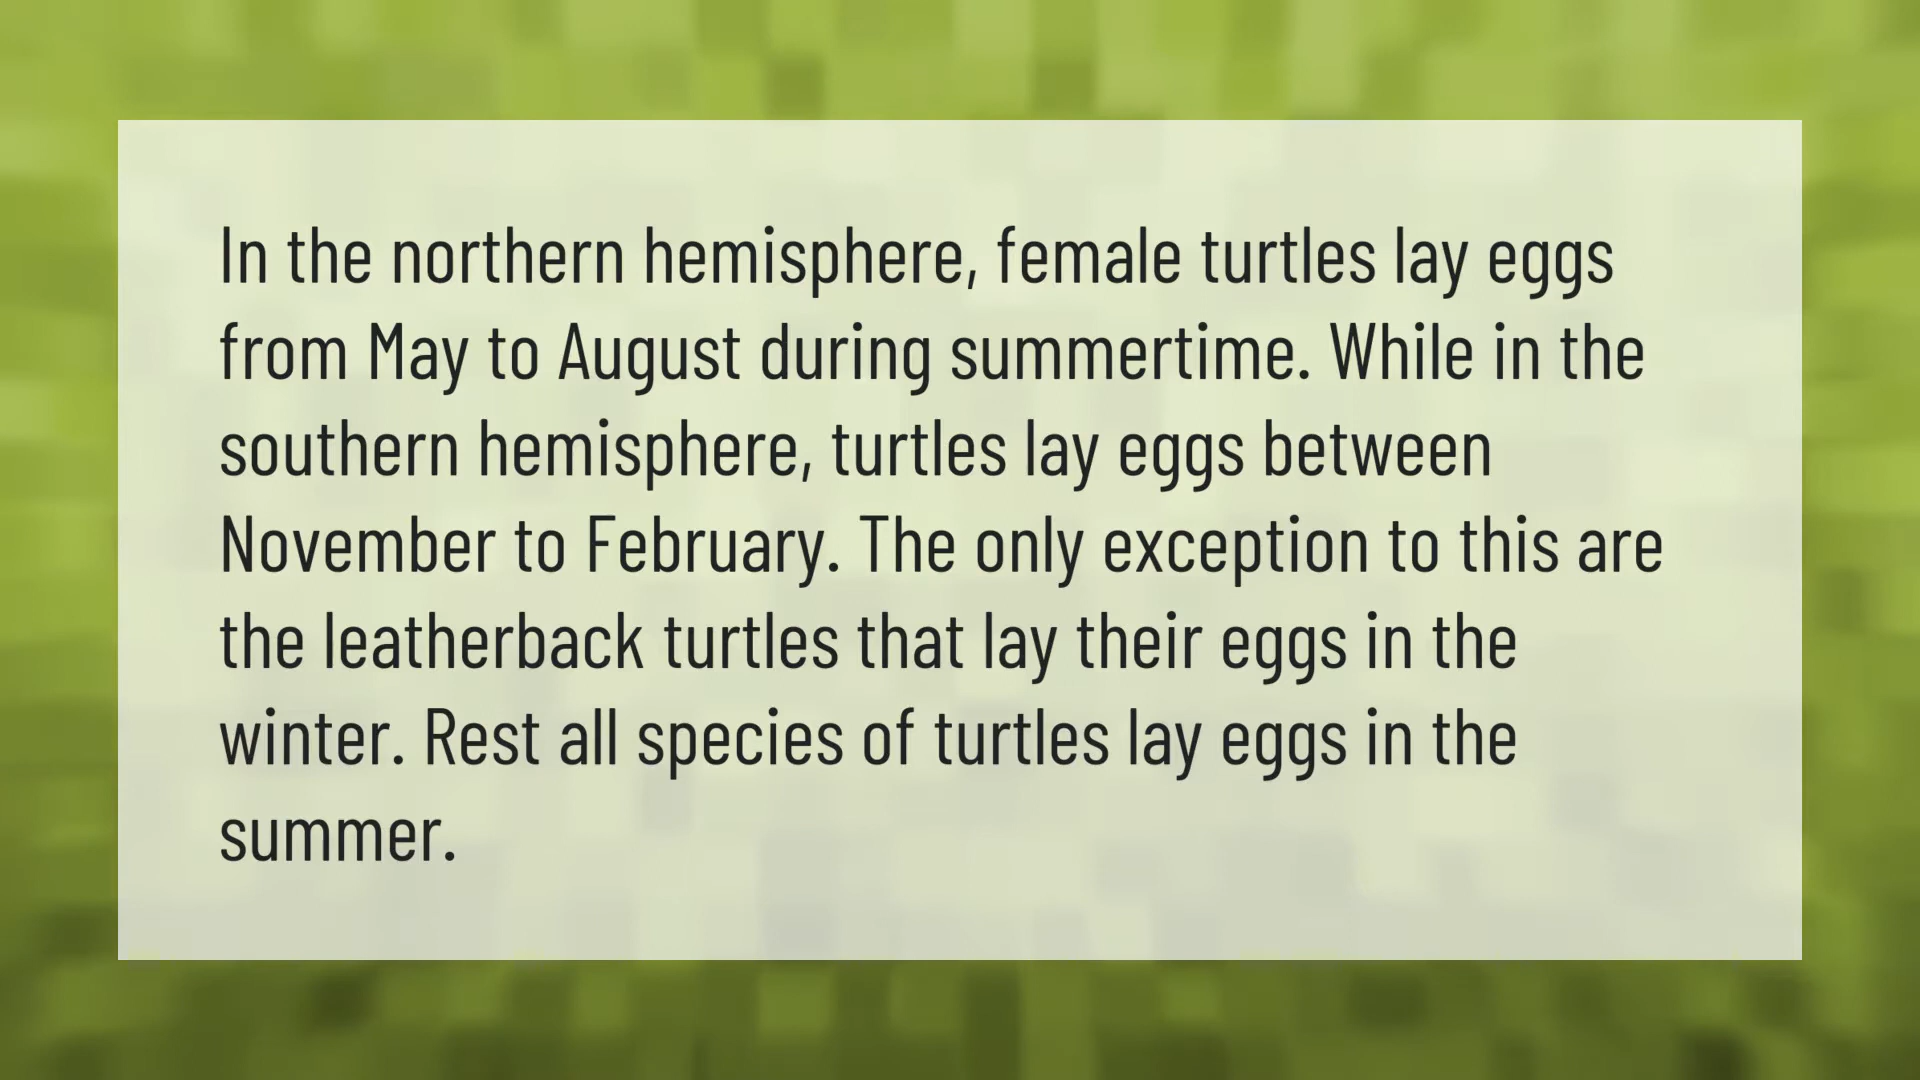 In the northern hemisphere, female turtles lay eggs
from May to August during summertime. While in the
southern hemisphere, turtles lay eggs between
November to February. The only exception to this are
the leatherback turtles that lay their eggs in the
winter. Rest all species of turtles lay eggs in the
summer.